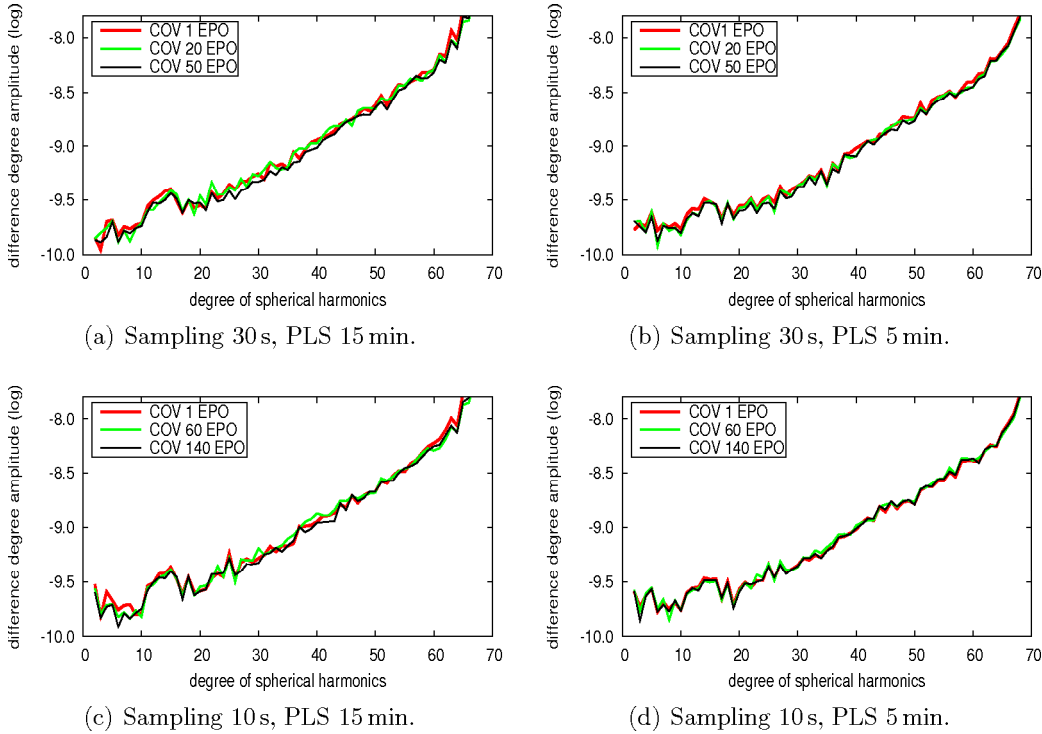 difference degree amplitude (log)
-8.0
-8.5
-9.0
-9.5
-10.0
COV 1 EPO
COV 20 EPO
COV 50 EPO
0 10 20 30 40 50 60 70
degree of spherical harmonics
(a) Sampling 30 s, PLS 15 min.
difference degree amplitude (log)
-8.0
-8.5
-9.0
-9.5
-10.0
COV1 EPO
COV 20 EPO
COV 50 EPO
0 10 20 30 40 50 60 70
degree of spherical harmonics
(b) Sampling 30 s, PLS 5 min.
difference degree amplitude (log)
-8.0
-8.5
-9.0
-9.5
-10.0
COV 1 EPO
COV 60 EPO
COV 140 EPO
0 10 20 30 40 50 60 70
degree of spherical harmonics
(c) Sampling 10 s, PLS 15 min.
difference degree amplitude (log)
-8.0
-8.5
-9.0
-9.5
-10.0
COV 1 EPO
COV 60 EPO
COV 140 EPO
0 10 20 30 40 50 60 70
degree of spherical harmonics
(d) Sampling 10 s, PLS 5 min.